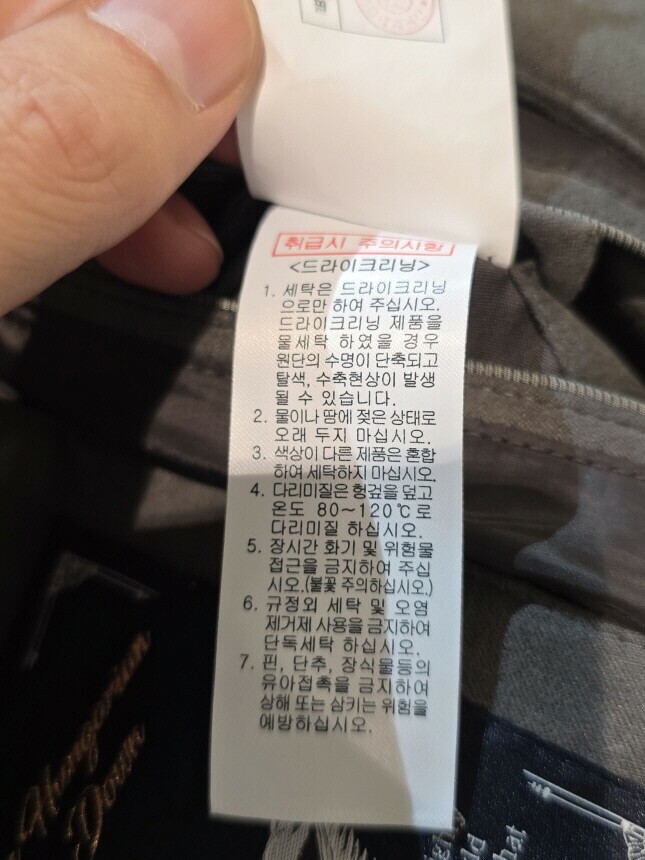 취급시 주의사항
<드라이크리닝>
1. 세탁은 드라이크리닝
으로만 하여 주십시오.
드라이크리닝 제품을
물세탁 하였을 경우
원단의 수명이 단축되고
탈색, 수축현상이 발생
될 수 있습니다.
2. 물이나 땀에 젖은 상태로
오래 두지 마십시오.
3. 색상이 다른 제품은 혼합
하여 세탁하지 마십시오.
4. 다리미질은 헝겊을 덮고
온도 80~120℃로
다리미질 하십시오.
5. 장시간 화기 및 위험물
접근을 금지하여 주십
시오.(불꽃 주의하십시오.)
6. 규정외 세탁 및 오염
제거제 사용을 금지하여
단독세탁 하십시오.
7. 핀, 단추, 장식물등의
유아접촉을 금지하여
상해 또는 삼키는 위험을
예방하십시오.
Hungarian
Down
hat